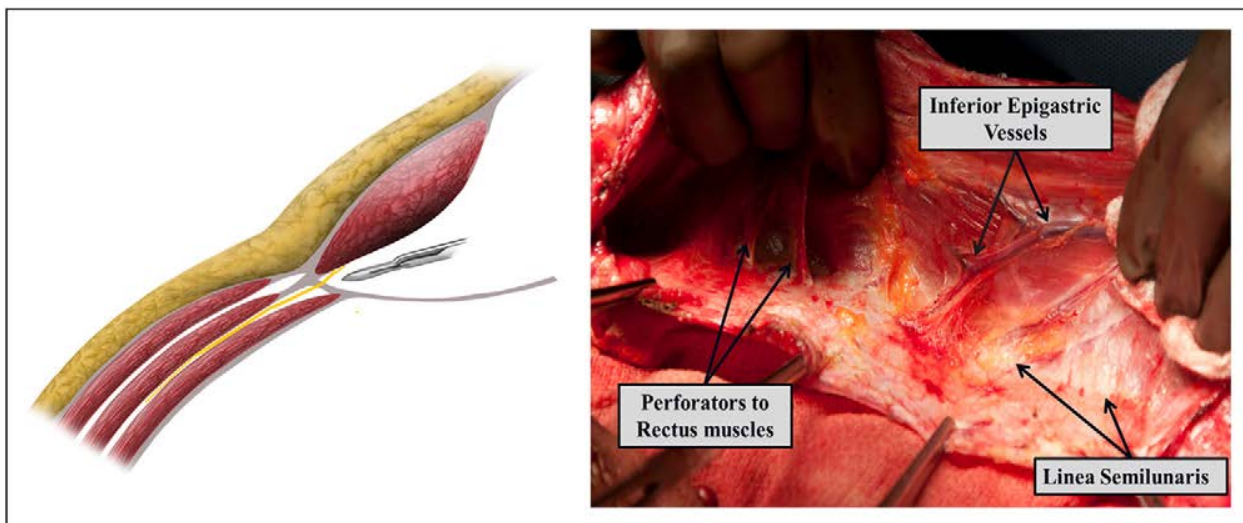 Inferior Epigastric
Vessels
Perforators to
Rectus muscles
Linea Semilunaris